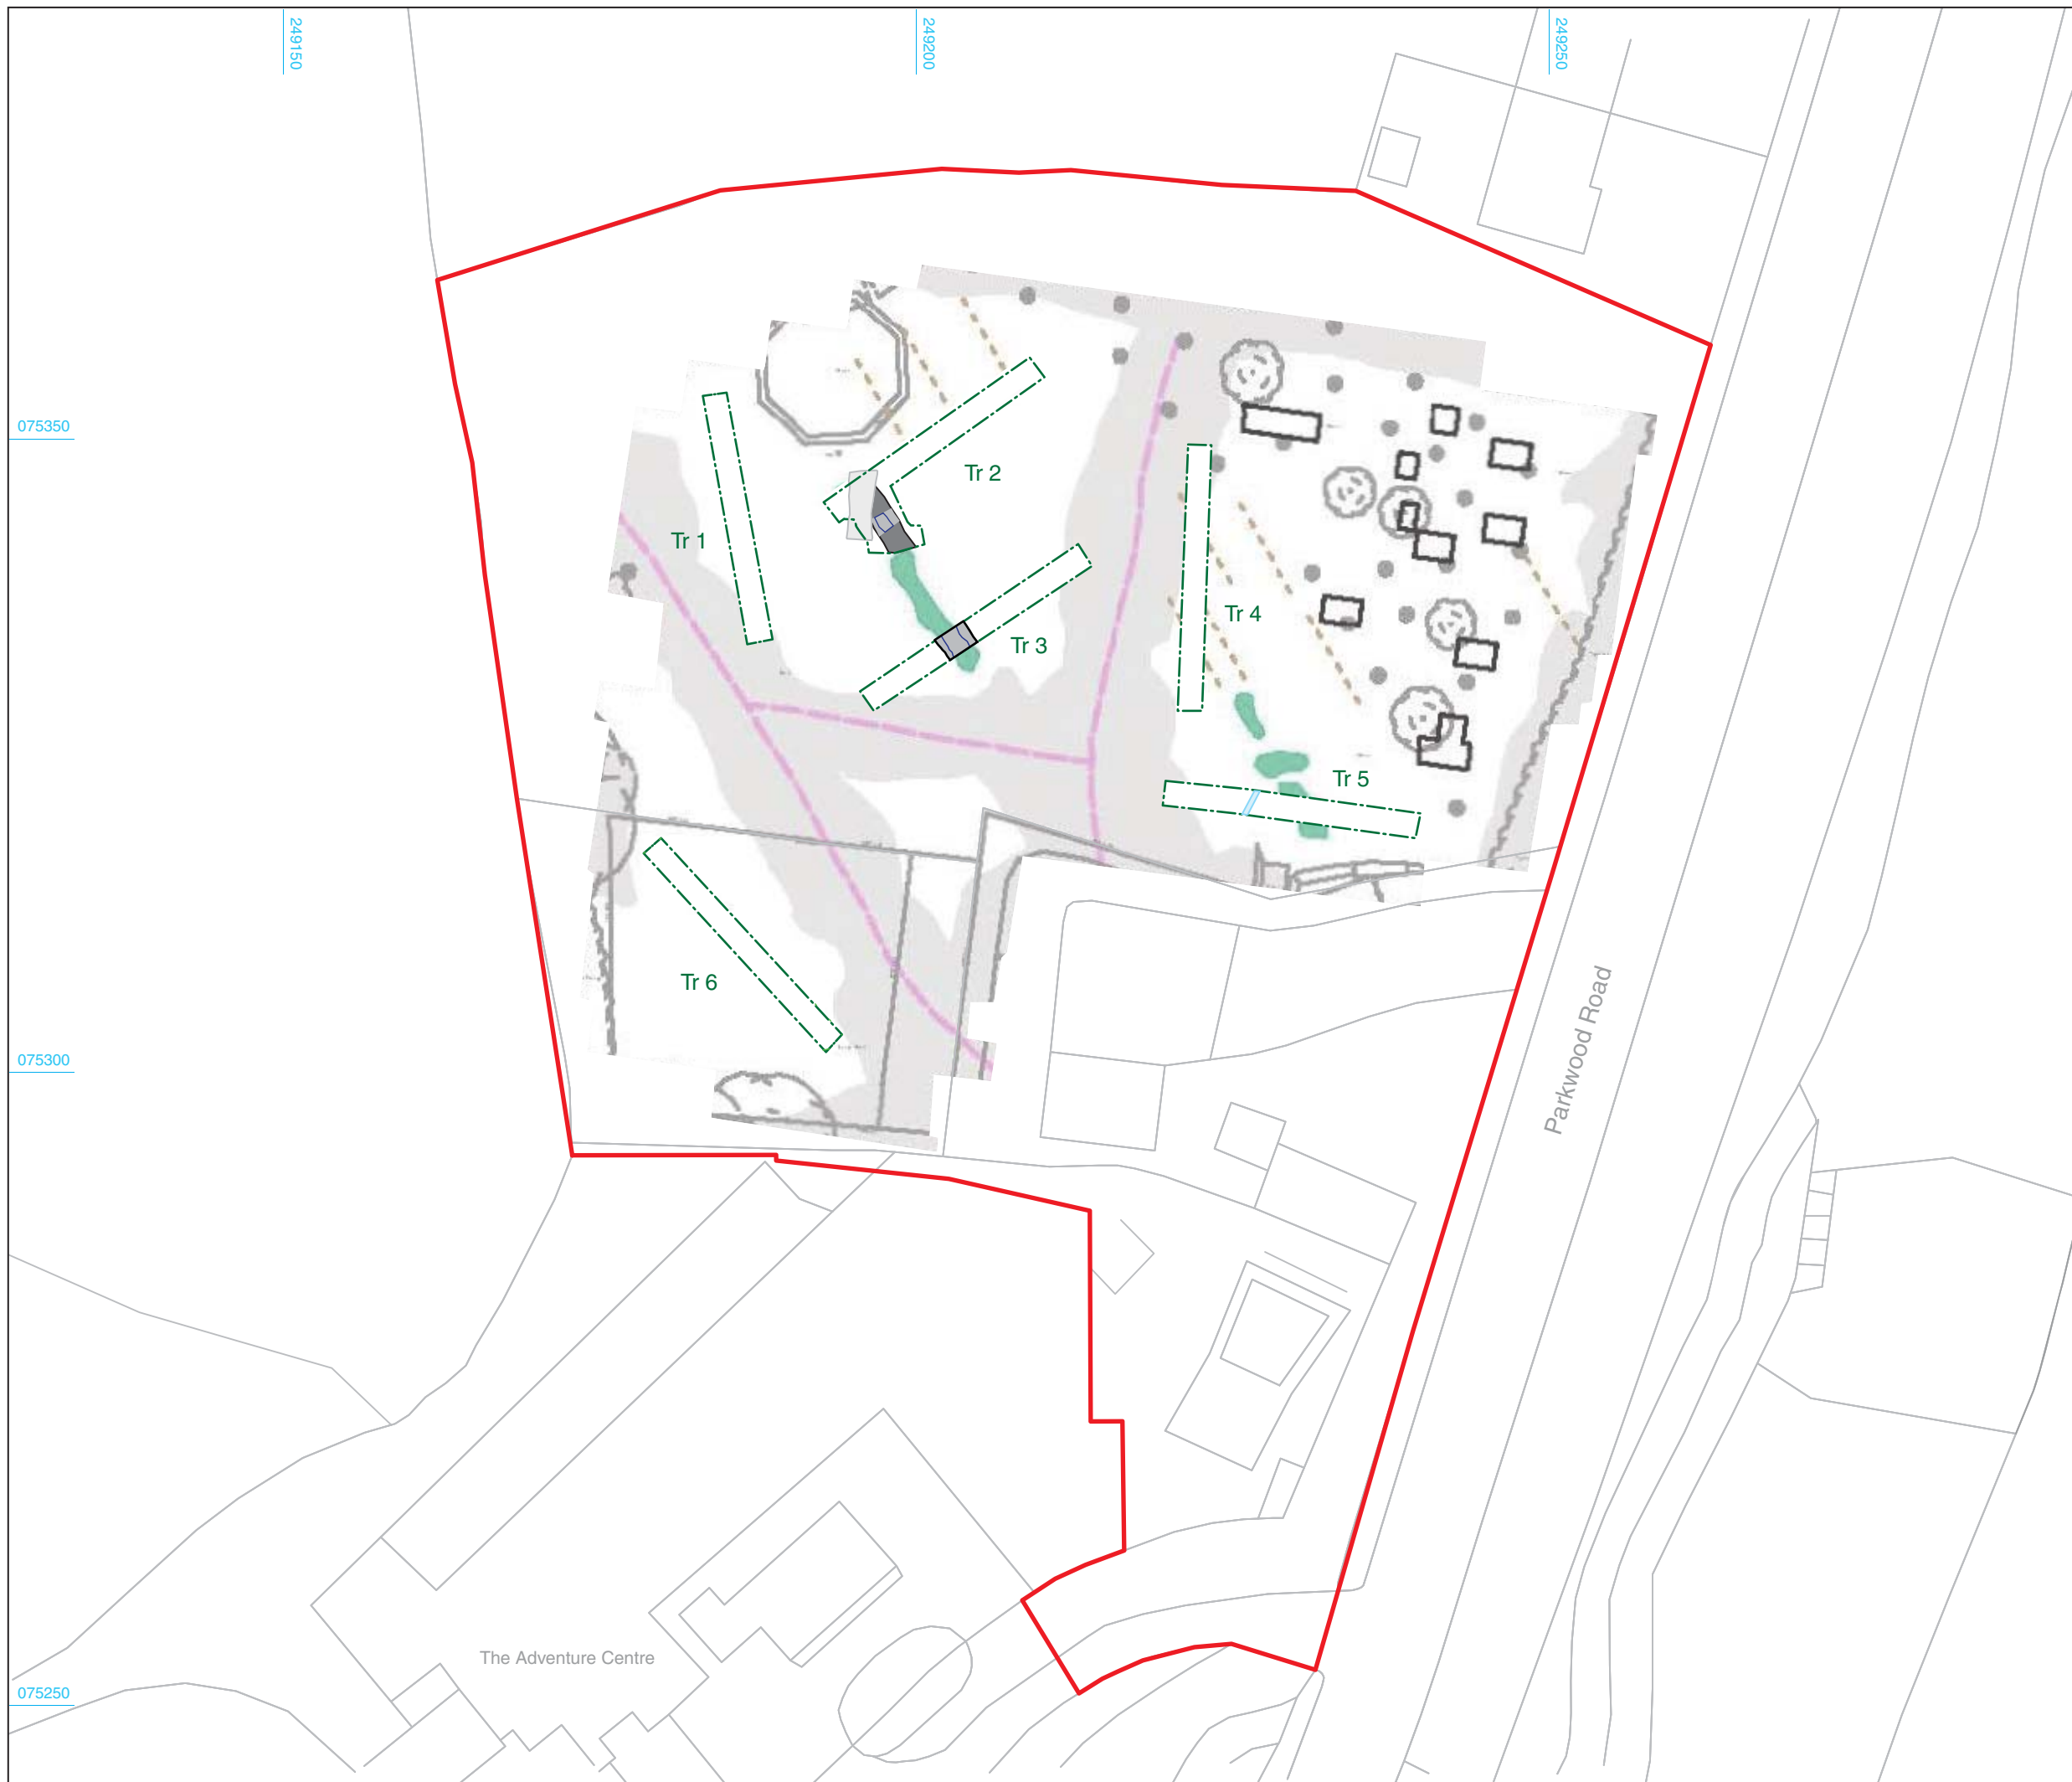 249150
249200
249250
075350
Tr 2
Tr 1
Tr 4
Tr 3
Tr 5
Tr 6
075300
Parkwood Road
The Adventure Centre
075250